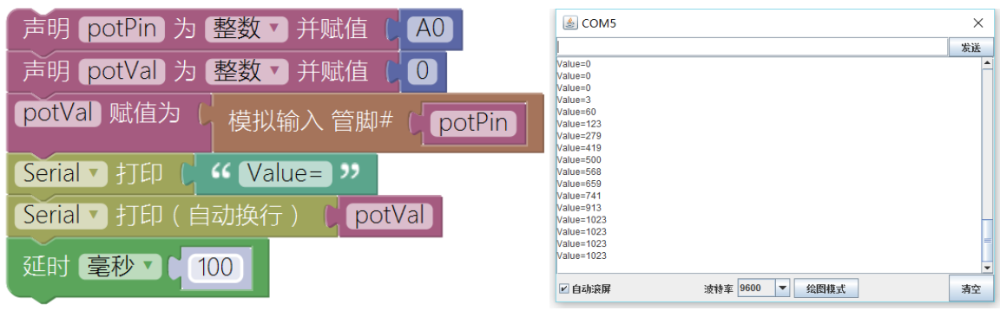 声明 potPin 为 整数 并赋值 A0
声明 potVal 为 整数 并赋值 0
potVal 赋值为 模拟输入 管脚# potPin
Serial 打印 “ Value= ”
Serial 打印（自动换行） potVal
延时 毫秒 100
COM5
发送
Value=0
Value=0
Value=0
Value=3
Value=60
Value=123
Value=279
Value=419
Value=500
Value=568
Value=659
Value=741
Value=913
Value=1023
Value=1023
Value=1023
Value=1023
自动滚屏 波特率 9600 绘图模式 清空